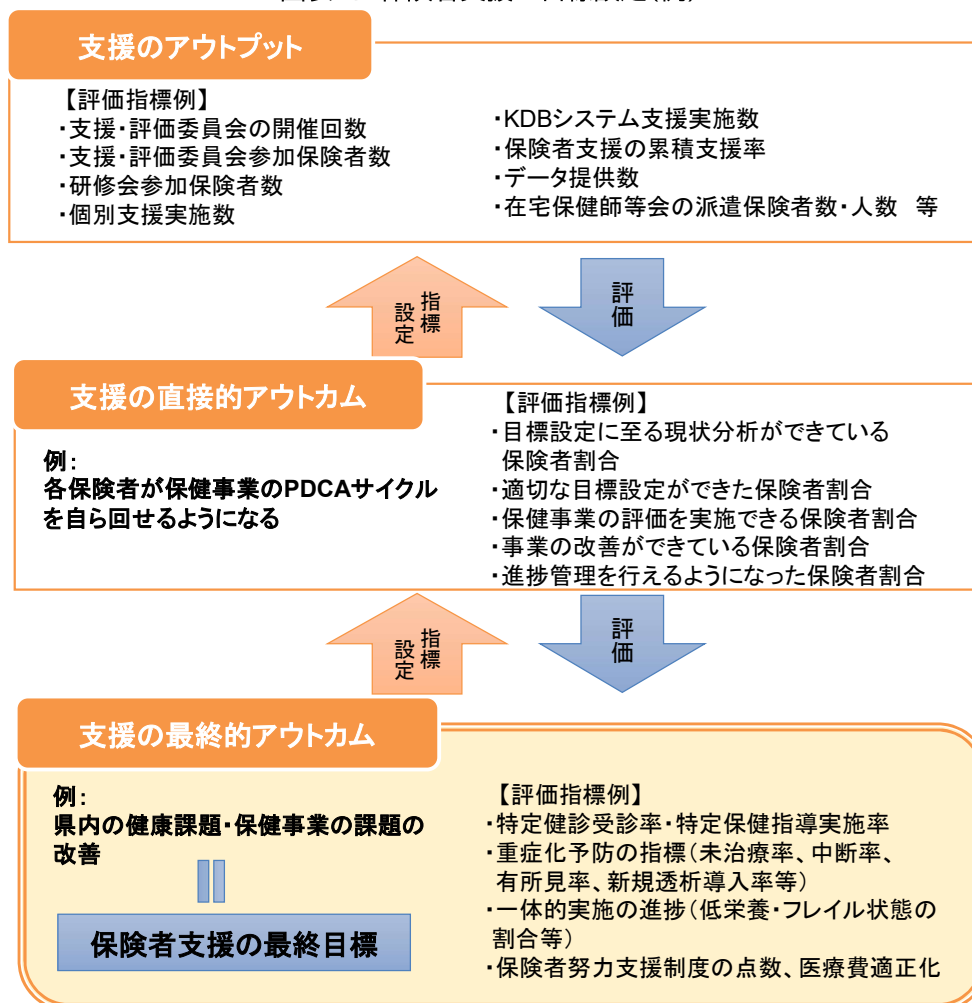 支援のアウトプット
【評価指標例】
・支援・評価委員会の開催回数
・支援・評価委員会参加保険者数
・研修会参加保険者数
・個別支援実施数
・KDBシステム支援実施数
・保険者支援の累積支援率
・データ提供数
・在宅保健師等会の派遣保険者数・人数　等
指標
設定
評価
支援の直接的アウトカム
例：
各保険者が保健事業のPDCAサイクル
を自ら回せるようになる
【評価指標例】
・目標設定に至る現状分析ができている
保険者割合
・適切な目標設定ができた保険者割合
・保健事業の評価を実施できる保険者割合
・事業の改善ができている保険者割合
・進捗管理を行えるようになった保険者割合
指標
設定
評価
支援の最終的アウトカム
例：
県内の健康課題・保健事業の課題の
改善
保険者支援の最終目標
【評価指標例】
・特定健診受診率・特定保健指導実施率
・重症化予防の指標（未治療率、中断率、
有所見率、新規透析導入率等）
・一体的実施の進捗（低栄養・フレイル状態の
割合等）
・保険者努力支援制度の点数、医療費適正化